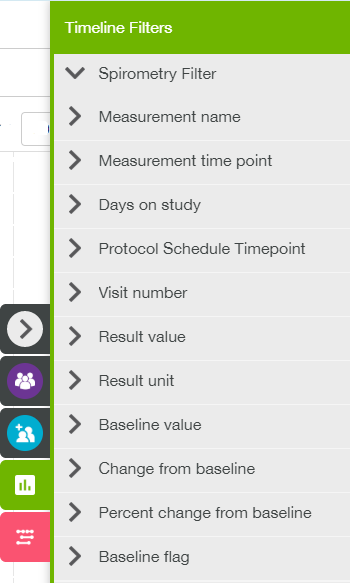 Timeline Filters
Spirometry Filter
Measurement name
Measurement time point
Days on study
Protocol Schedule Timepoint
Visit number
Result value
Result unit
Baseline value
Change from baseline
Percent change from baseline
Baseline flag